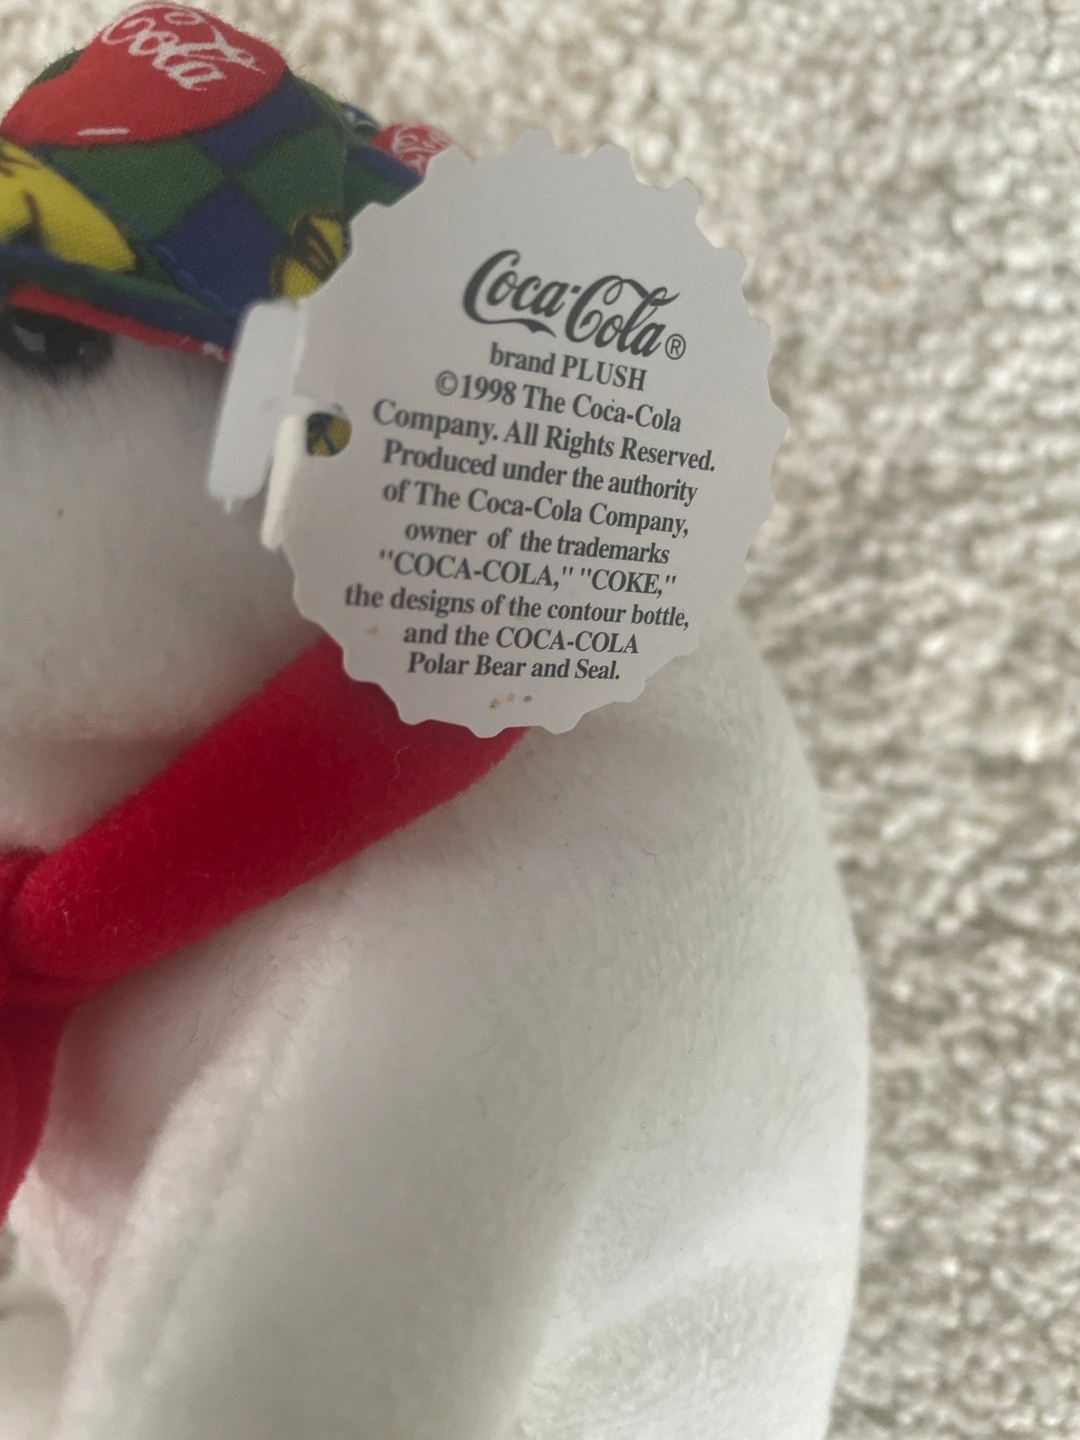 Cola
Coca-Cola®
brand PLUSH
©1998 The Coca-Cola
Company. All Rights Reserved.
Produced under the authority
of The Coca-Cola Company,
owner of the trademarks
"COCA-COLA," "COKE,"
the designs of the contour bottle,
and the COCA-COLA
Polar Bear and Seal.